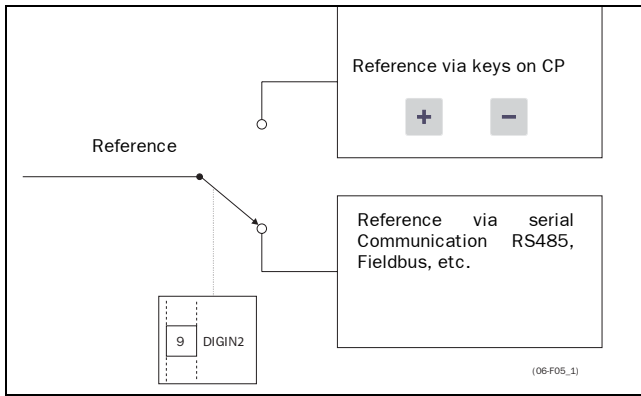 Reference via keys on CP
+ −
Reference
Reference via serial
Communication RS485,
Fieldbus, etc.
9 DIGIN2
(06-F05_1)